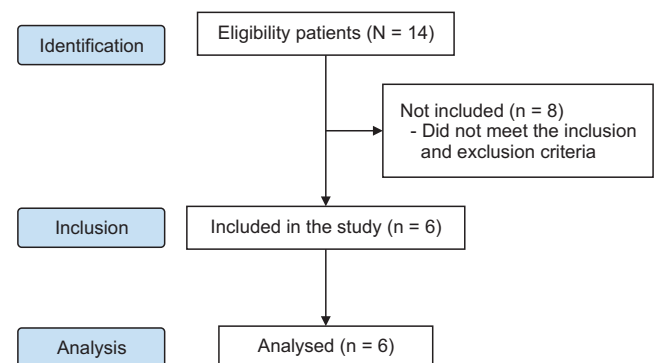 Identification
Eligibility patients (N = 14)
Not included (n = 8)
- Did not meet the inclusion
and exclusion criteria
Inclusion
Included in the study (n = 6)
Analysis
Analysed (n = 6)